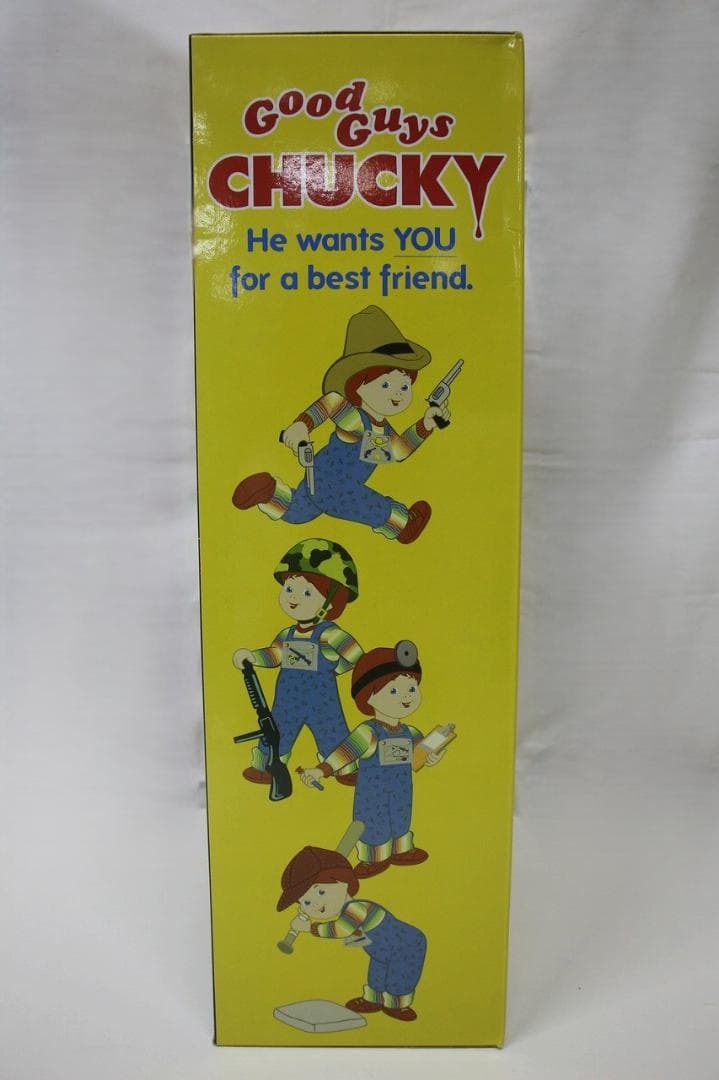 Good
Guys
CHUCKY
He wants YOU
for a best friend.